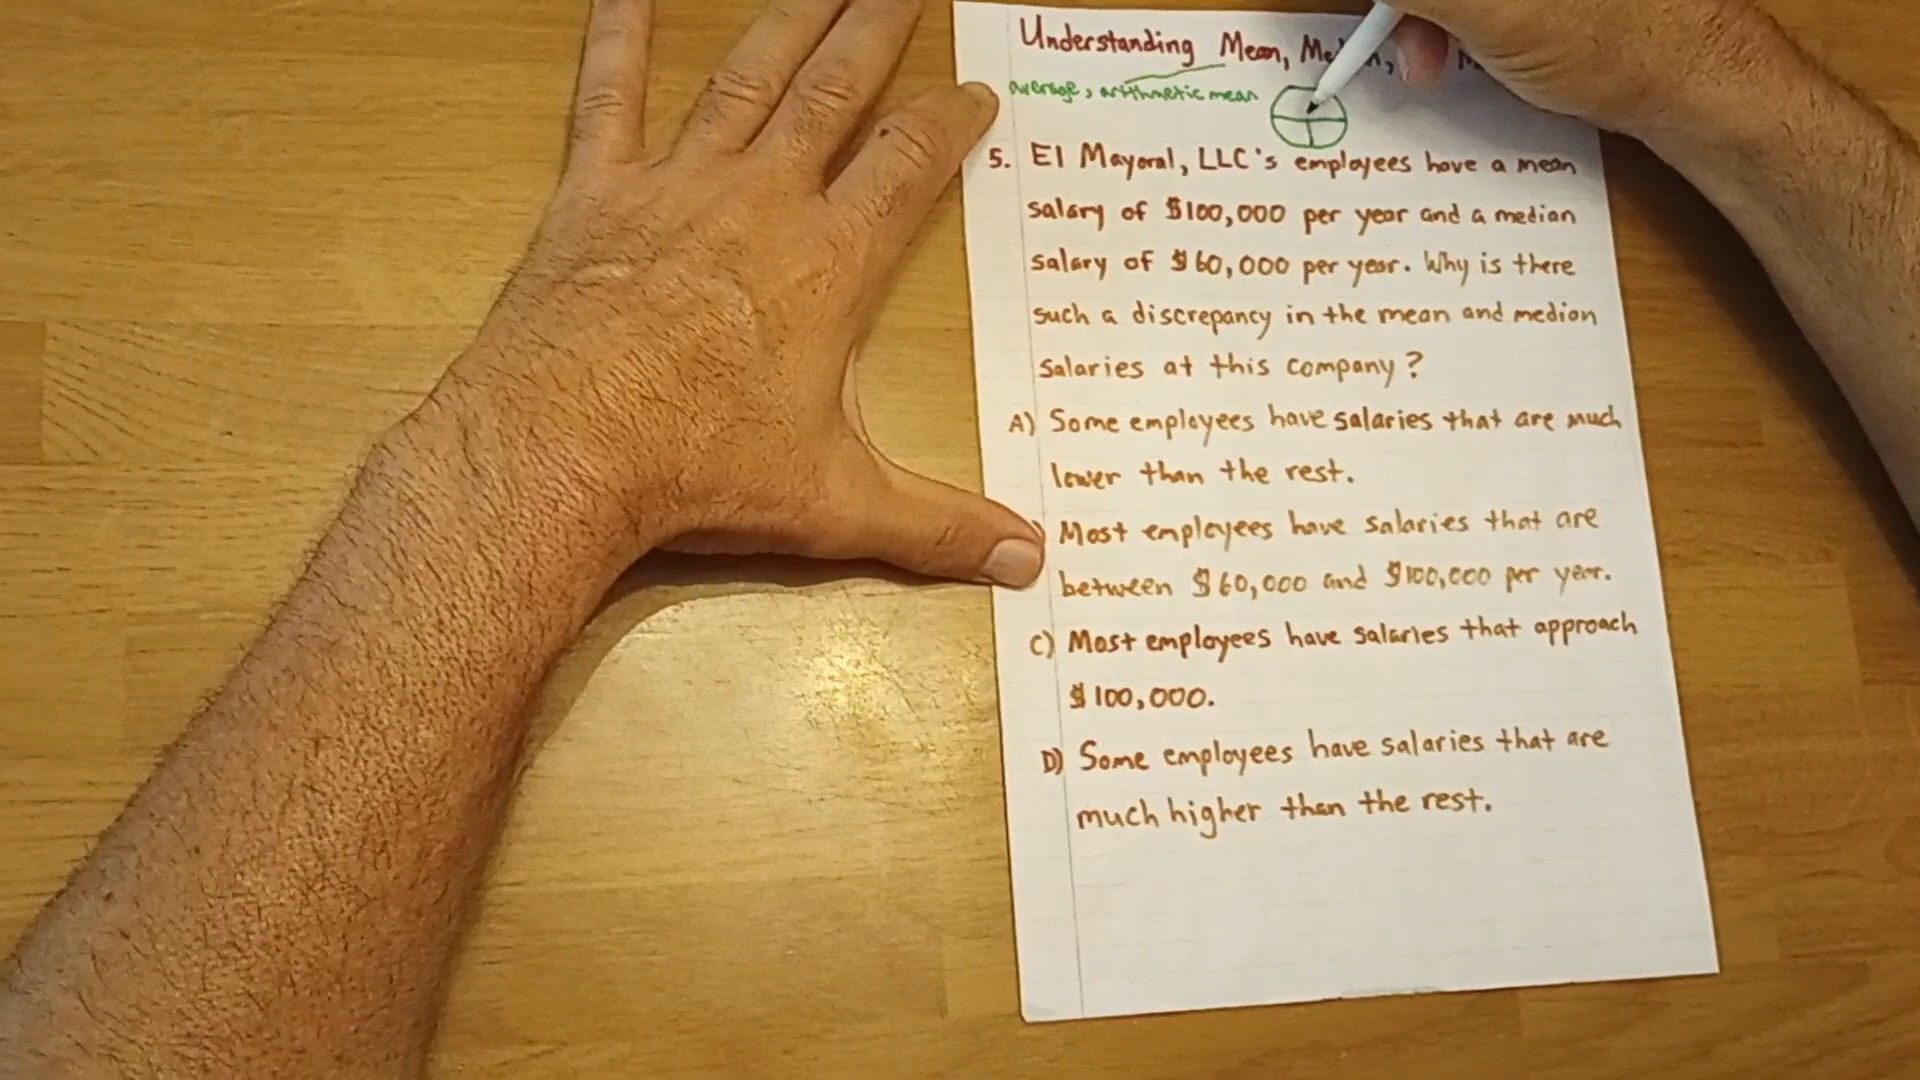 Understanding Mean,
average, arithmetic mean
5. El Mayoral, LLC's employees have a mean
salary of $100,000 per year and a median
salary of $60,000 per year. Why is there
such a discrepancy in the mean and median
salaries at this company?
A) Some employees have salaries that are much
lower than the rest.
) Most employees have salaries that are
between $60,000 and $100,000 per year.
C) Most employees have salaries that approach
$100,000.
D) Some employees have salaries that are
much higher than the rest.